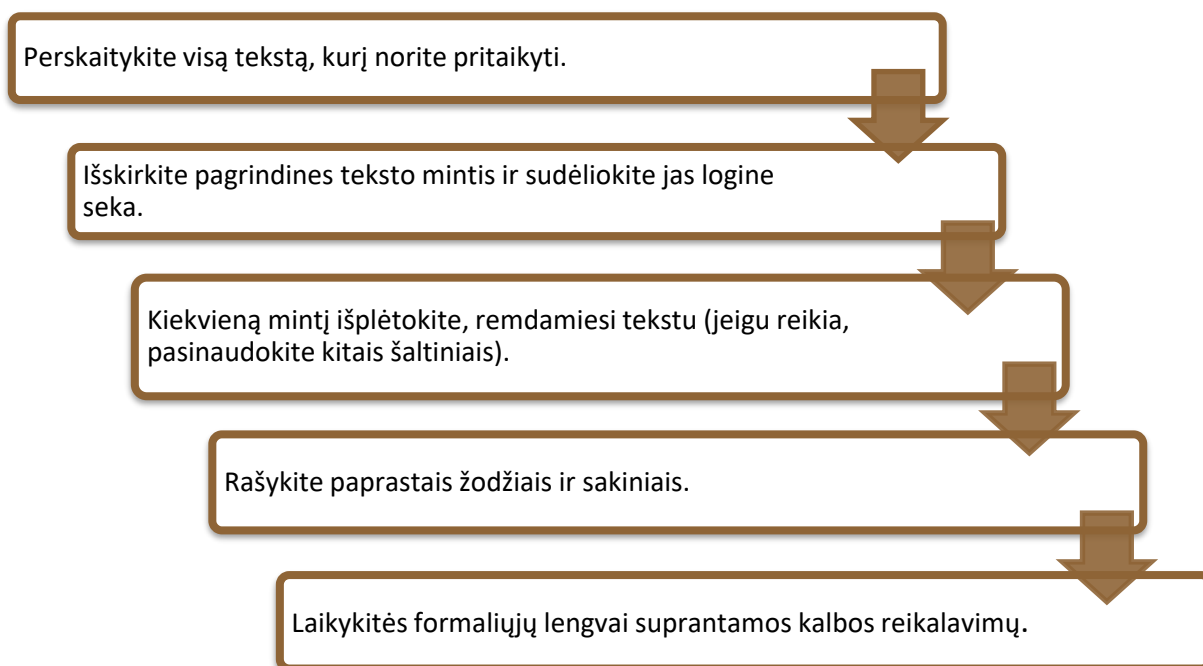 Perskaitykite visą tekstą, kurį norite pritaikyti.
Išskirkite pagrindines teksto mintis ir sudėliokite jas logine
seka.
Kiekvieną mintį išplėtokite, remdamiesi tekstu (jeigu reikia,
pasinaudokite kitais šaltiniais).
Rašykite paprastais žodžiais ir sakiniais.
Laikykitės formaliųjų lengvai suprantamos kalbos reikalavimų.